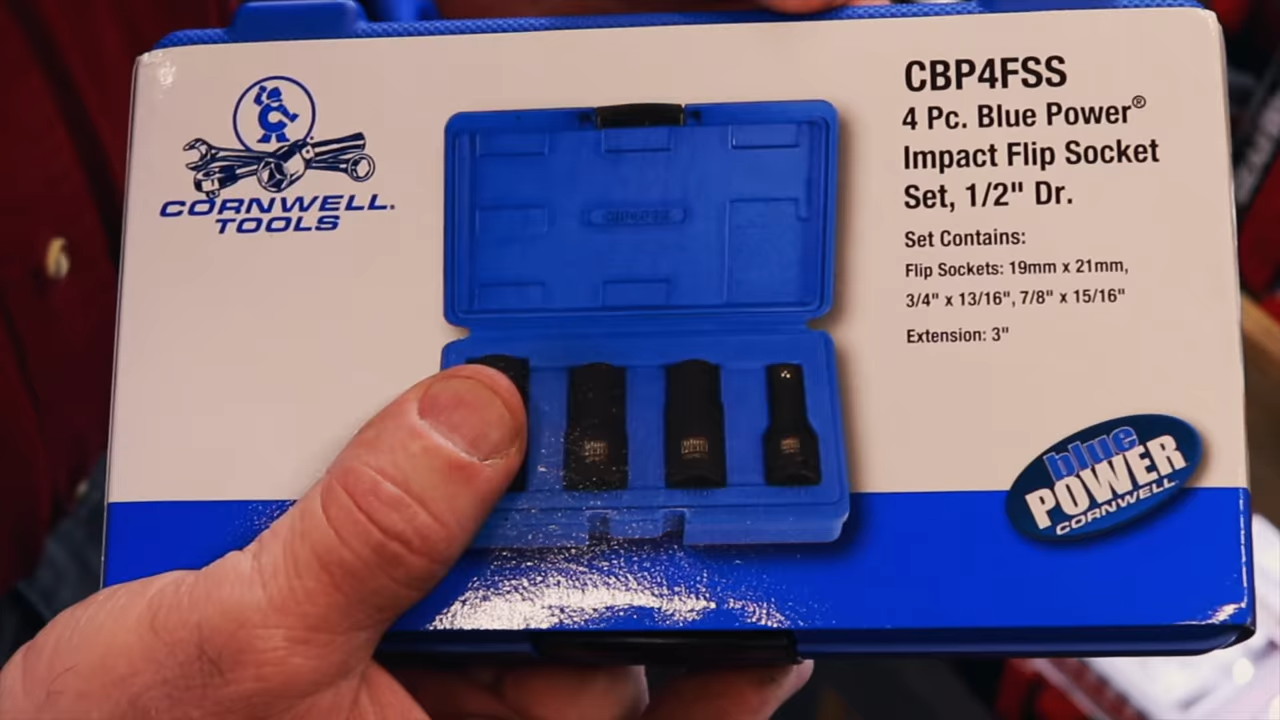 CORNWELL®
TOOLS
CBP4FSS
4 Pc. Blue Power®
Impact Flip Socket
Set, 1/2" Dr.
Set Contains:
Flip Sockets: 19mm x 21mm,
3/4" x 13/16", 7/8" x 15/16"
Extension: 3"
blue
POWER
CORNWELL